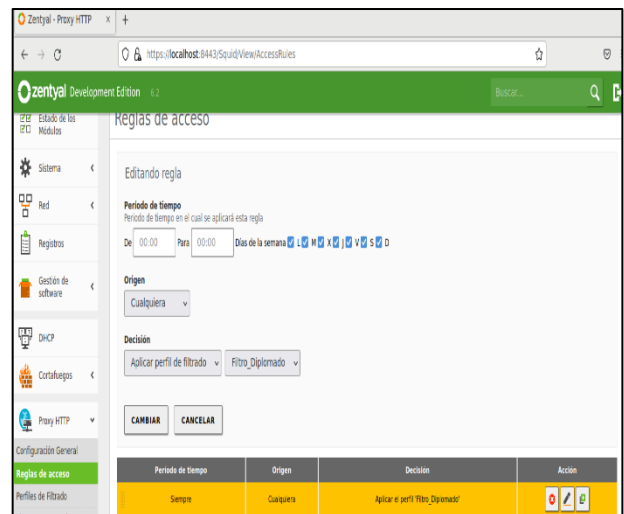 Zentyal - Proxy HTTP × +
https://localhost:8443/Squid/View/AccessRules
zentyal Development Edition 6.2 Buscar...
Estado de los
Módulos
Sistema
Red
Registros
Gestión de
software
DHCP
Cortafuegos
Proxy HTTP
Configuración General
Reglas de acceso
Perfiles de Filtrado
Reglas de acceso
Editando regla
Periodo de tiempo
Periodo de tiempo en el cual se aplicará esta regla
De 00:00 Para 00:00 Días de la semana L M X J V S D
Origen
Cualquiera
Decisión
Aplicar perfil de filtrado Filtro_Diplomado
CAMBIAR CANCELAR
Periodo de tiempo Origen Decisión Acción
Siempre Cualquiera Aplicar el perfil 'Filtro_Diplomado'